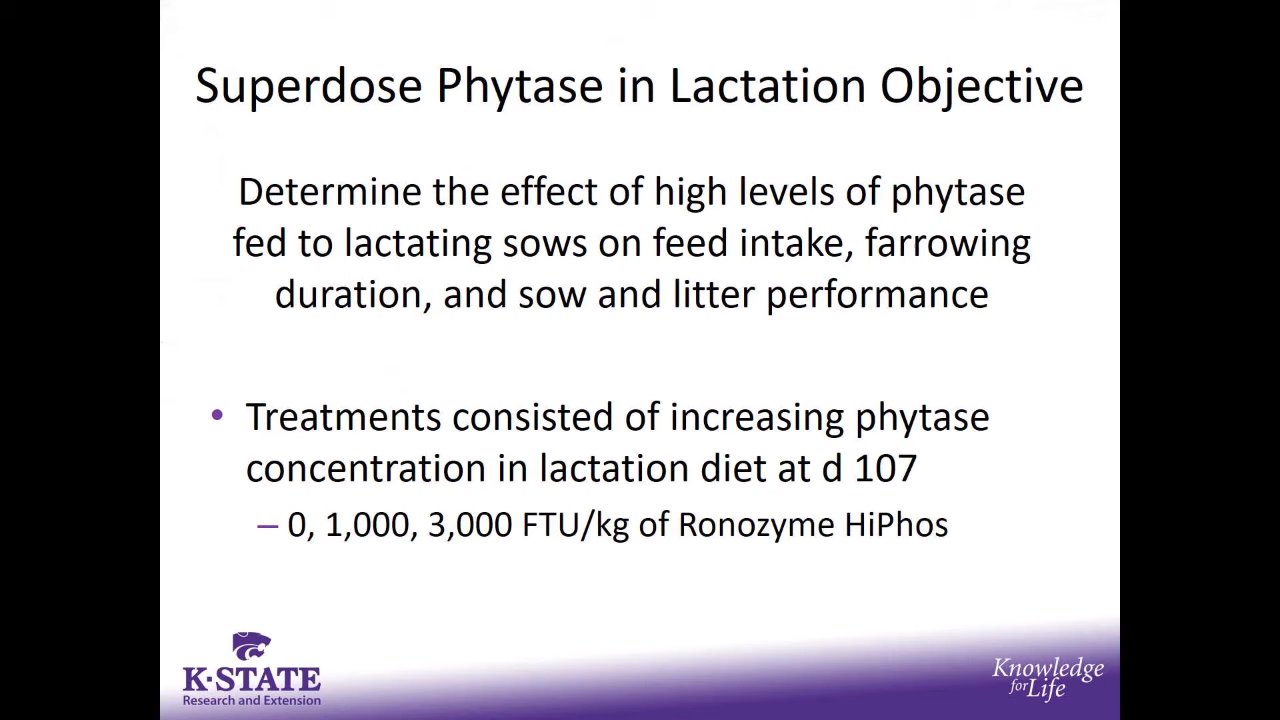 Superdose Phytase in Lactation Objective
Determine the effect of high levels of phytase
fed to lactating sows on feed intake, farrowing
duration, and sow and litter performance
• Treatments consisted of increasing phytase
concentration in lactation diet at d 107
– 0, 1,000, 3,000 FTU/kg of Ronozyme HiPhos
K-STATE
Research and Extension
Knowledge
for Life